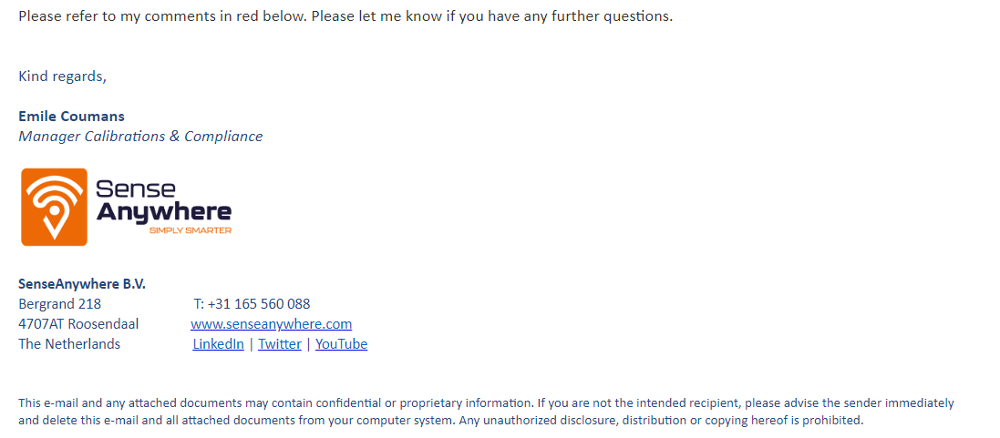 Please refer to my comments in red below. Please let me know if you have any further questions.
Kind regards,
Emile Coumans
Manager Calibrations & Compliance
Sense
Anywhere
SIMPLY SMARTER
SenseAnywhere B.V.
Bergrand 218 T: +31 165 560 088
4707AT Roosendaal www.senseanywhere.com
The Netherlands LinkedIn | Twitter | YouTube
This e-mail and any attached documents may contain confidential or proprietary information. If you are not the intended recipient, please advise the sender immediately
and delete this e-mail and all attached documents from your computer system. Any unauthorized disclosure, distribution or copying hereof is prohibited.